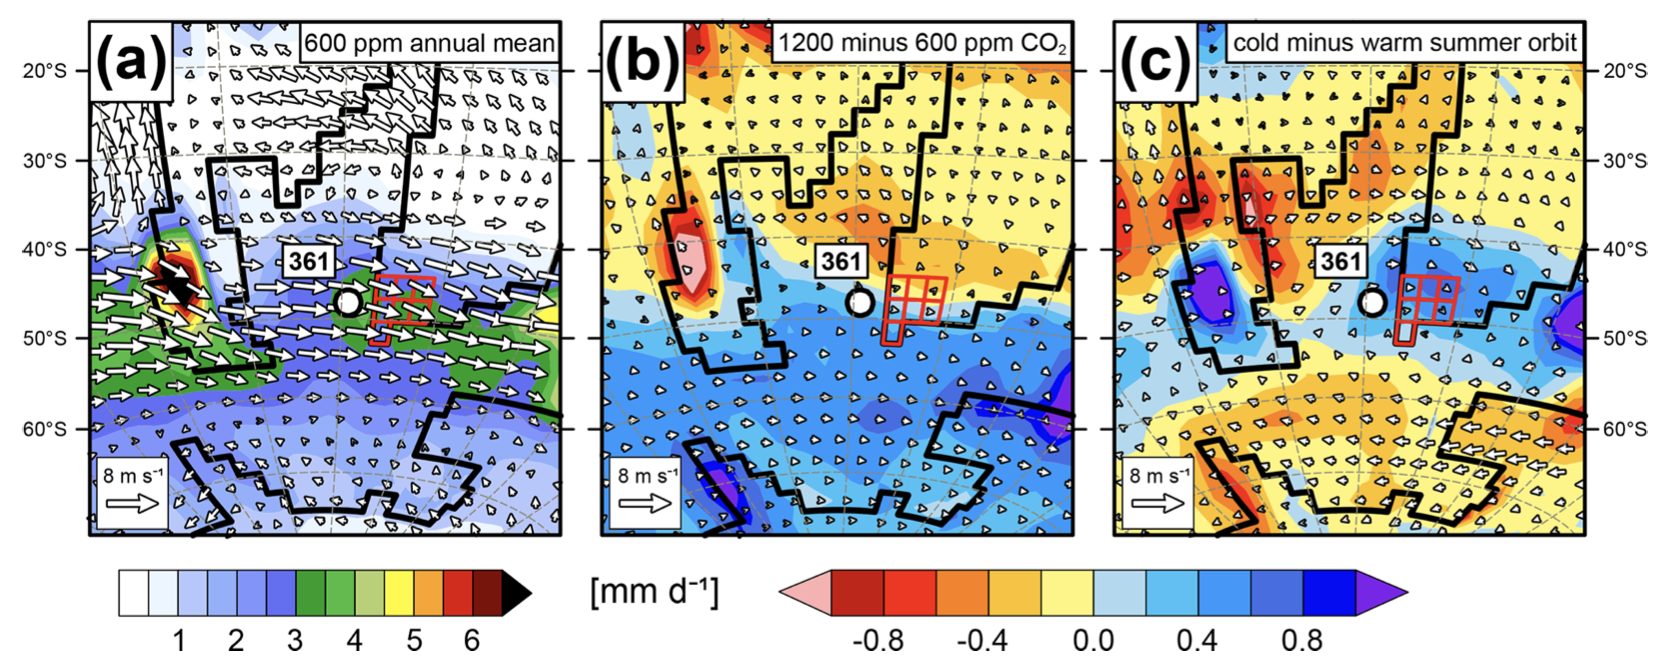 (a) 600 ppm annual mean
(b) 1200 minus 600 ppm CO₂
(c) cold minus warm summer orbit
20°S 20°S
30°S 30°S
40°S 40°S
361 361 361
50°S 50°S
60°S 60°S
8 m s⁻¹ 8 m s⁻¹ 8 m s⁻¹
[mm d⁻¹]
1 2 3 4 5 6 -0.8 -0.4 0.0 0.4 0.8